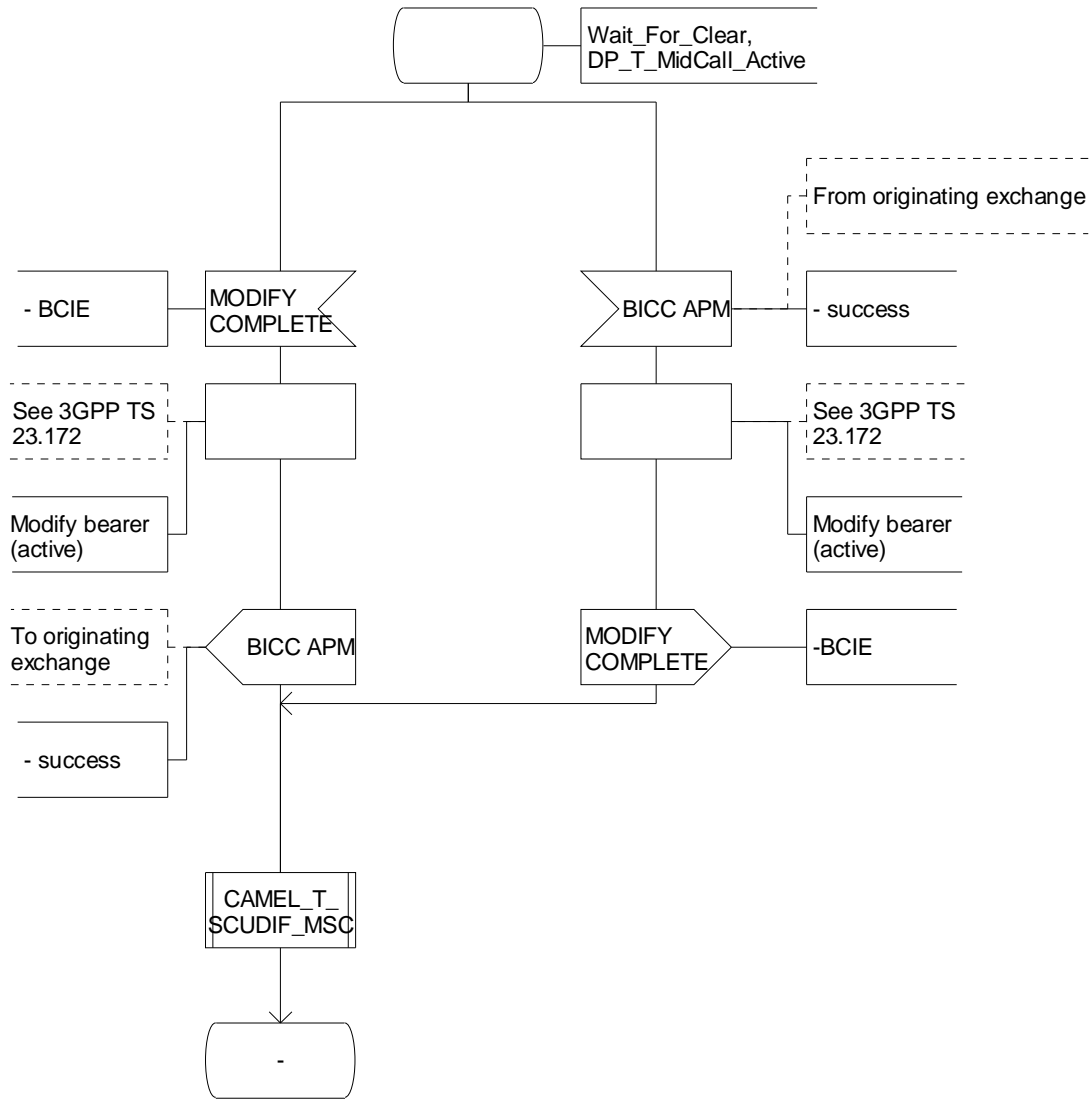 Wait_For_Clear,
DP_T_MidCall_Active
From originating exchange
- BCIE
MODIFY
COMPLETE
BICC APM
- success
See 3GPP TS
23.172
See 3GPP TS
23.172
Modify bearer
(active)
Modify bearer
(active)
To originating
exchange
BICC APM
MODIFY
COMPLETE
-BCIE
- success
CAMEL_T_
SCUDIF_MSC
-